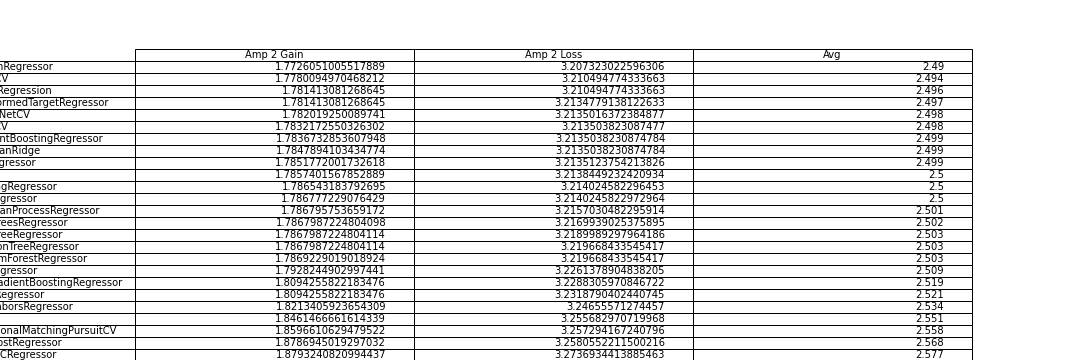 Amp 2 Gain Amp 2 Loss Avg
nRegressor 1.7726051005517889 3.207323022596306 2.49
CV 1.7780094970468212 3.210494774333663 2.494
Regression 1.781413081268645 3.210494774333663 2.496
ormedTargetRegressor 1.781413081268645 3.2134779138122633 2.497
NetCV 1.782019250089741 3.2135016372384877 2.498
CV 1.7832172550326302 3.213503823087477 2.498
ntBoostingRegressor 1.7836732853607948 3.2135038230874784 2.499
anRidge 1.7847894103434774 3.2135038230874784 2.499
gressor 1.7851772001732618 3.2135123754213826 2.499
1.7857401567852889 3.2138449232420934 2.5
ngRegressor 1.786543183792695 3.214024582296453 2.5
gressor 1.786777229076429 3.2140245822972964 2.5
anProcessRegressor 1.786795753659172 3.2157030482295914 2.501
reesRegressor 1.7867987224804098 3.2169939025375895 2.502
reeRegressor 1.7867987224804114 3.2189989297964186 2.503
onTreeRegressor 1.7867987224804114 3.219668433545417 2.503
mForestRegressor 1.7869229019018924 3.219668433545417 2.503
gressor 1.7928244902997441 3.2261378904838205 2.509
adientBoostingRegressor 1.8094255822183476 3.2288305970846722 2.519
Regressor 1.8094255822183476 3.2318790402440745 2.521
hborsRegressor 1.8213405923654309 3.24655571274457 2.534
1.8461466661614339 3.255682970719968 2.551
onalMatchingPursuitCV 1.8596610629479522 3.257294167240796 2.558
ostRegressor 1.8786945019297032 3.2580552211500216 2.568
CRegressor 1.8793240820994437 3.2736934413885463 2.577